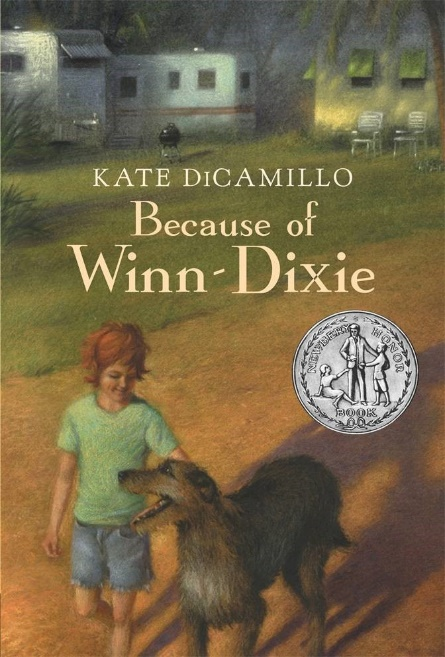 KATE DiCAMILLO
Because of
Winn-Dixie
NEWBERY HONOR
BOOK